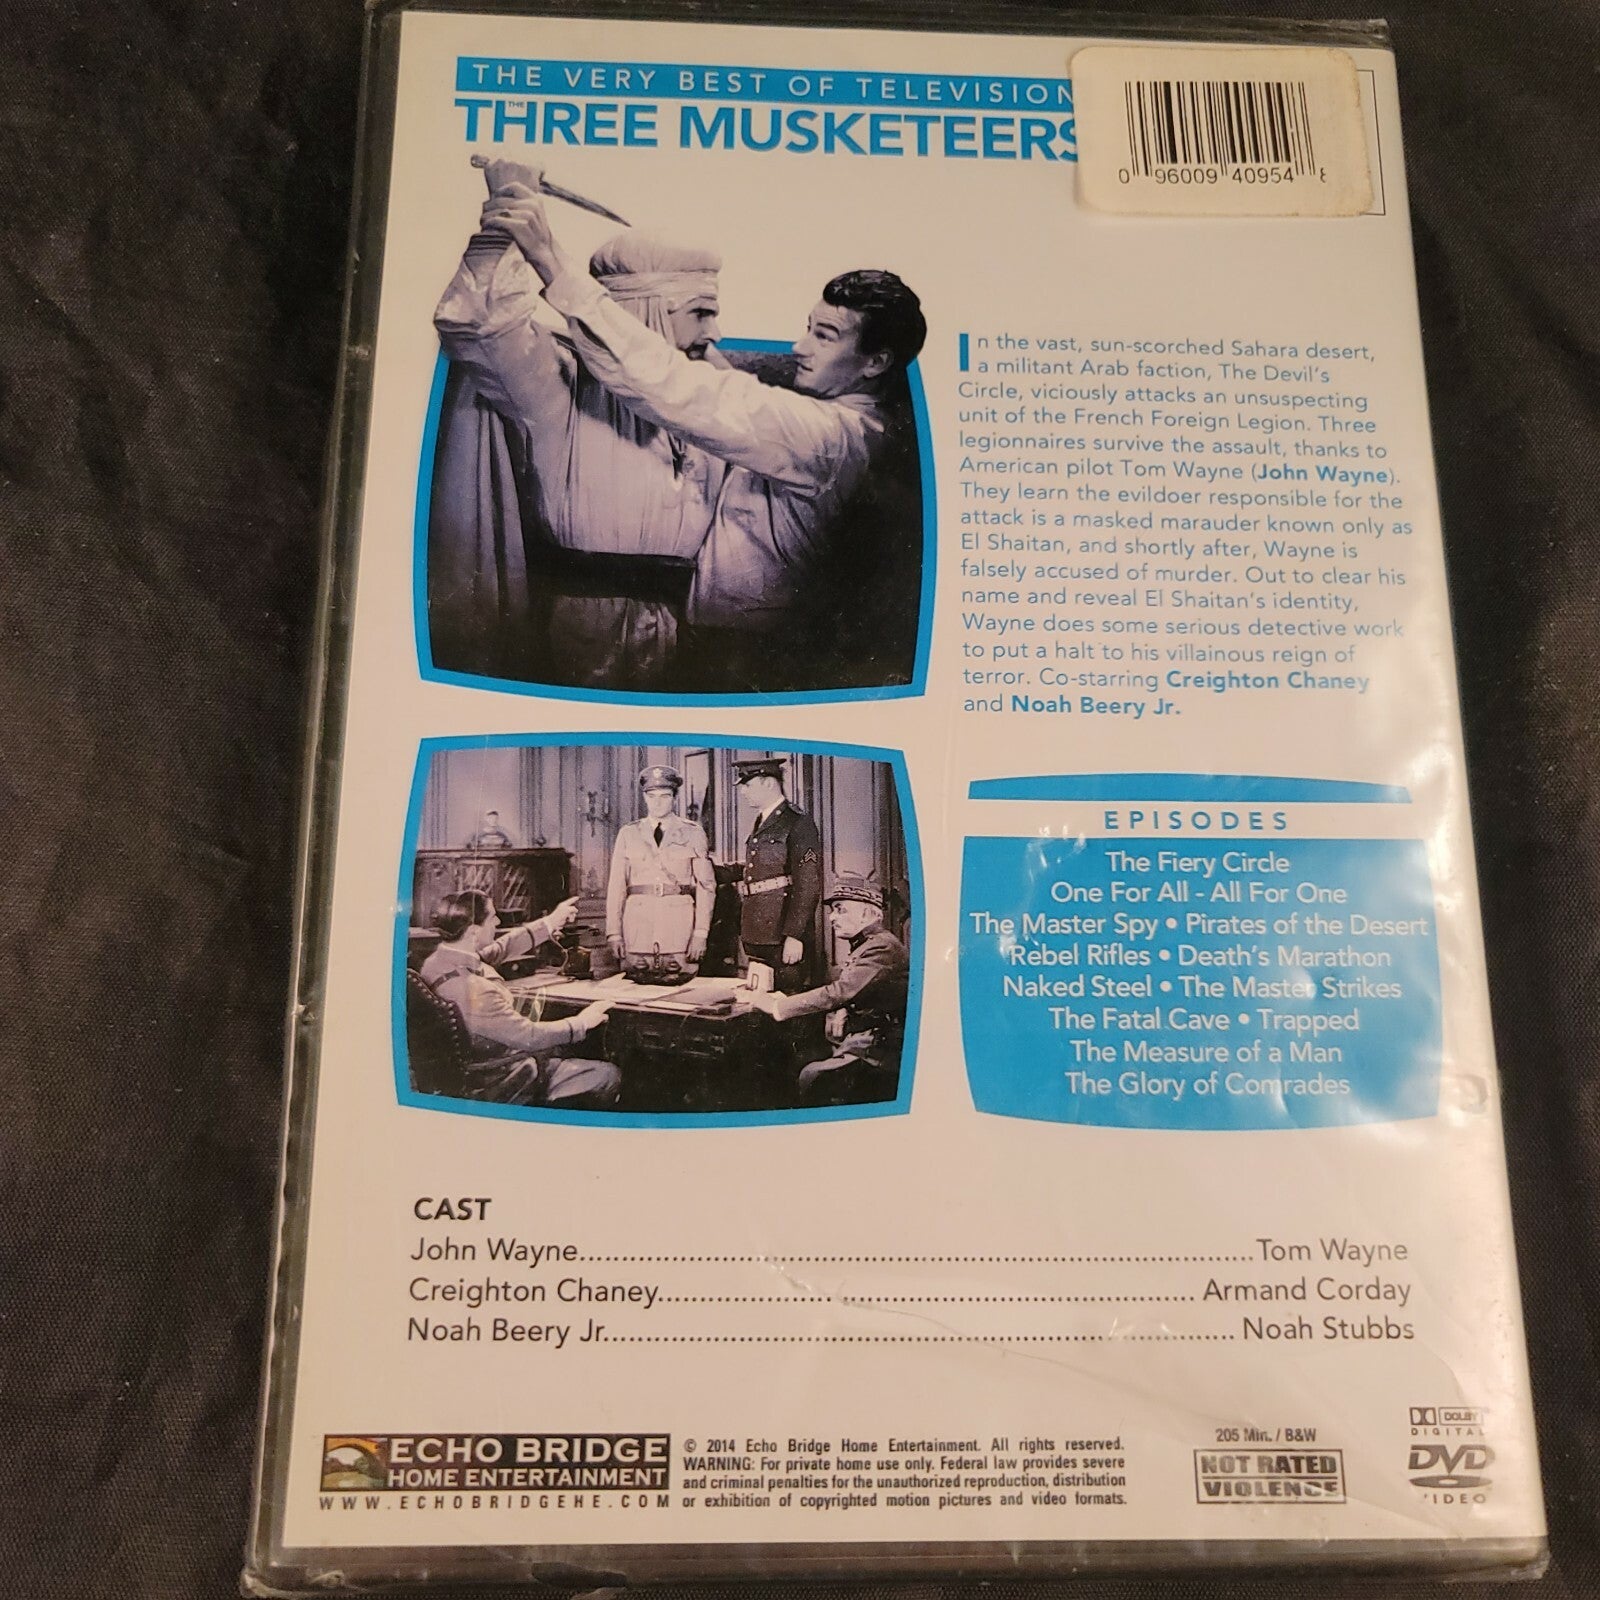 THE VERY BEST OF TELEVISION
THE
THREE MUSKETEERS
0 96009 40954 8
In the vast, sun-scorched Sahara desert,
a militant Arab faction, The Devil's
Circle, viciously attacks an unsuspecting
unit of the French Foreign Legion. Three
legionnaires survive the assault, thanks to
American pilot Tom Wayne (John Wayne).
They learn the evildoer responsible for the
attack is a masked marauder known only as
El Shaitan, and shortly after, Wayne is
falsely accused of murder. Out to clear his
name and reveal El Shaitan's identity,
Wayne does some serious detective work
to put a halt to his villainous reign of
terror. Co-starring Creighton Chaney
and Noah Beery Jr.
EPISODES
The Fiery Circle
One For All - All For One
The Master Spy • Pirates of the Desert
Rebel Rifles • Death's Marathon
Naked Steel • The Master Strikes
The Fatal Cave • Trapped
The Measure of a Man
The Glory of Comrades
CAST
John Wayne................................................................................Tom Wayne
Creighton Chaney................................................................ Armand Corday
Noah Beery Jr............................................................................ Noah Stubbs
ECHO BRIDGE
HOME ENTERTAINMENT
WWW.ECHOBRIDGEHE.COM
© 2014 Echo Bridge Home Entertainment. All rights reserved.
WARNING: For private home use only. Federal law provides severe
and criminal penalties for the unauthorized reproduction, distribution
or exhibition of copyrighted motion pictures and video formats.
205 Min. / B&W
NOT RATED
VIOLENCE
DOLBY
DIGITAL
DVD
VIDEO